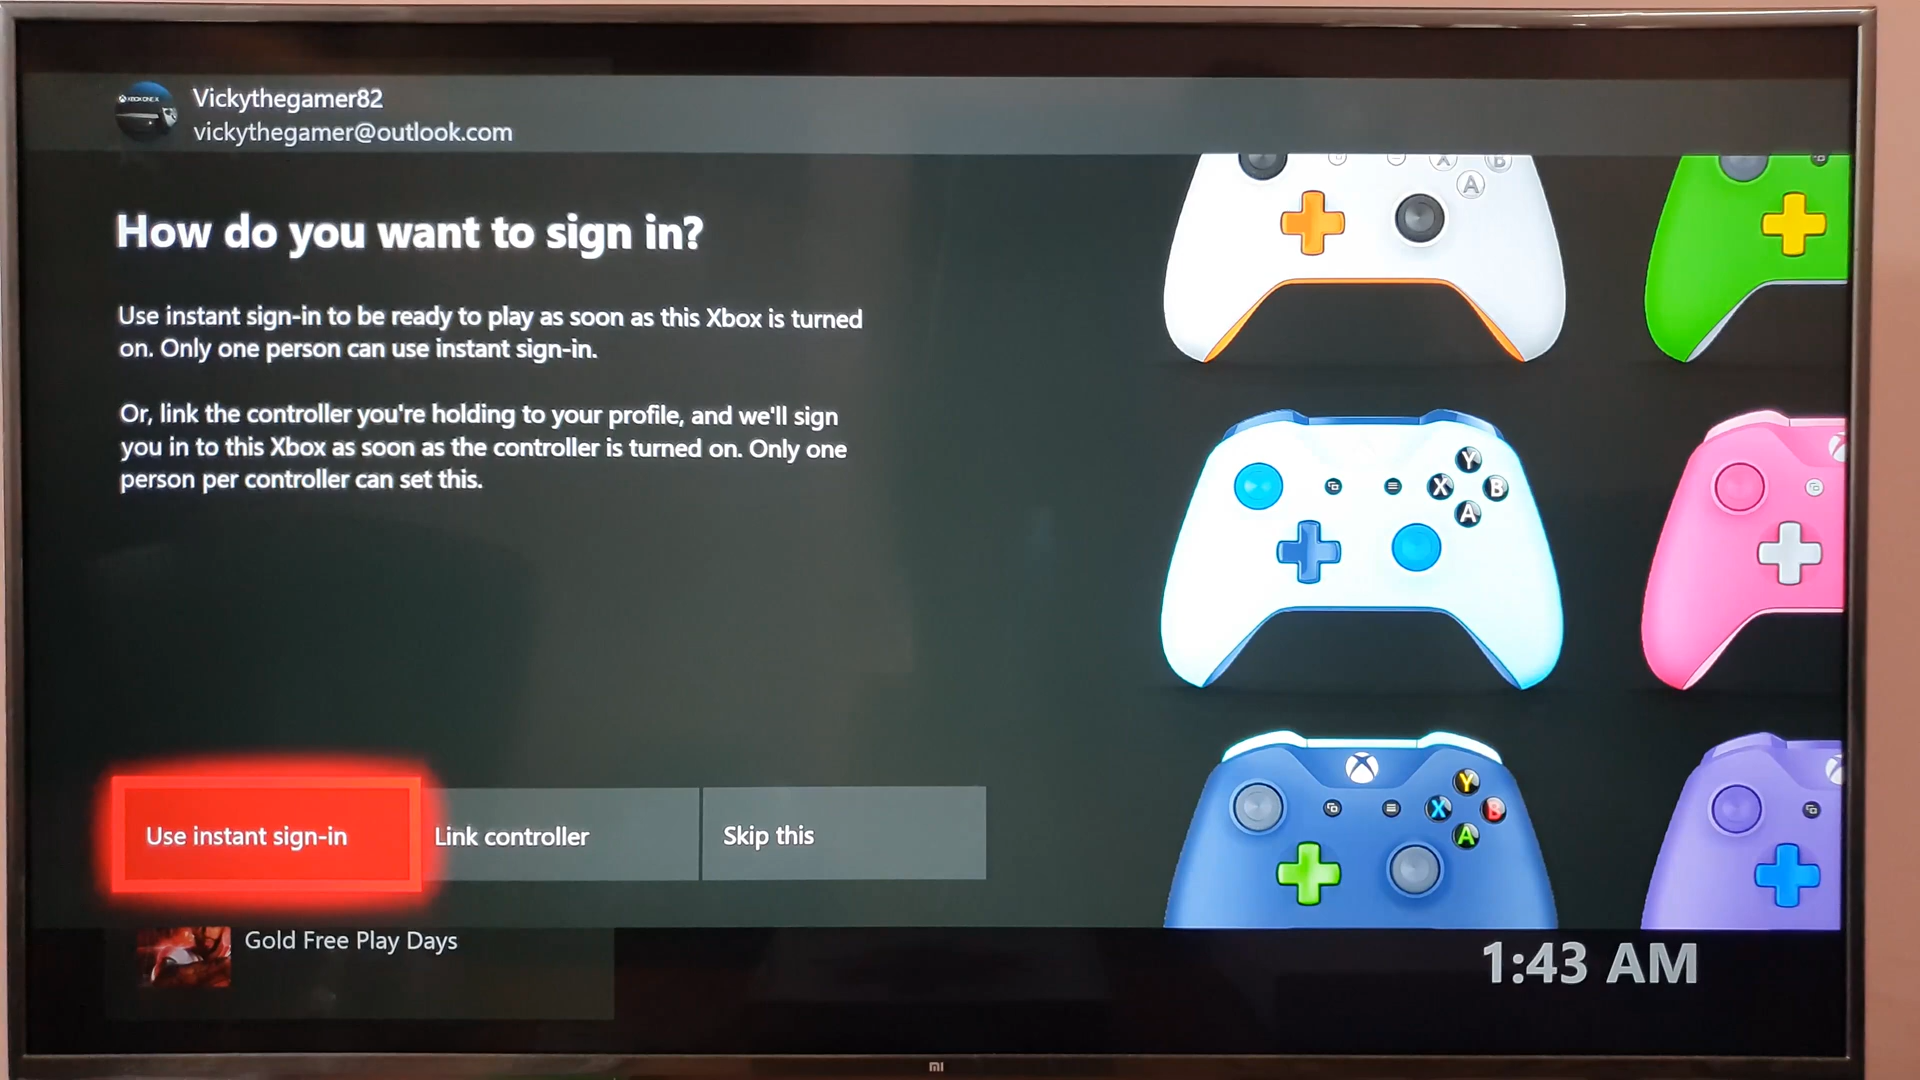 XBOX ONE X
Vickythegamer82
vickythegamer@outlook.com
How do you want to sign in?
Use instant sign-in to be ready to play as soon as this Xbox is turned
on. Only one person can use instant sign-in.
Or, link the controller you're holding to your profile, and we'll sign
you in to this Xbox as soon as the controller is turned on. Only one
person per controller can set this.
X B
A
Y
X B
A
Y
X B
A
Use instant sign-in
Link controller
Skip this
Gold Free Play Days
1:43 AM
mi